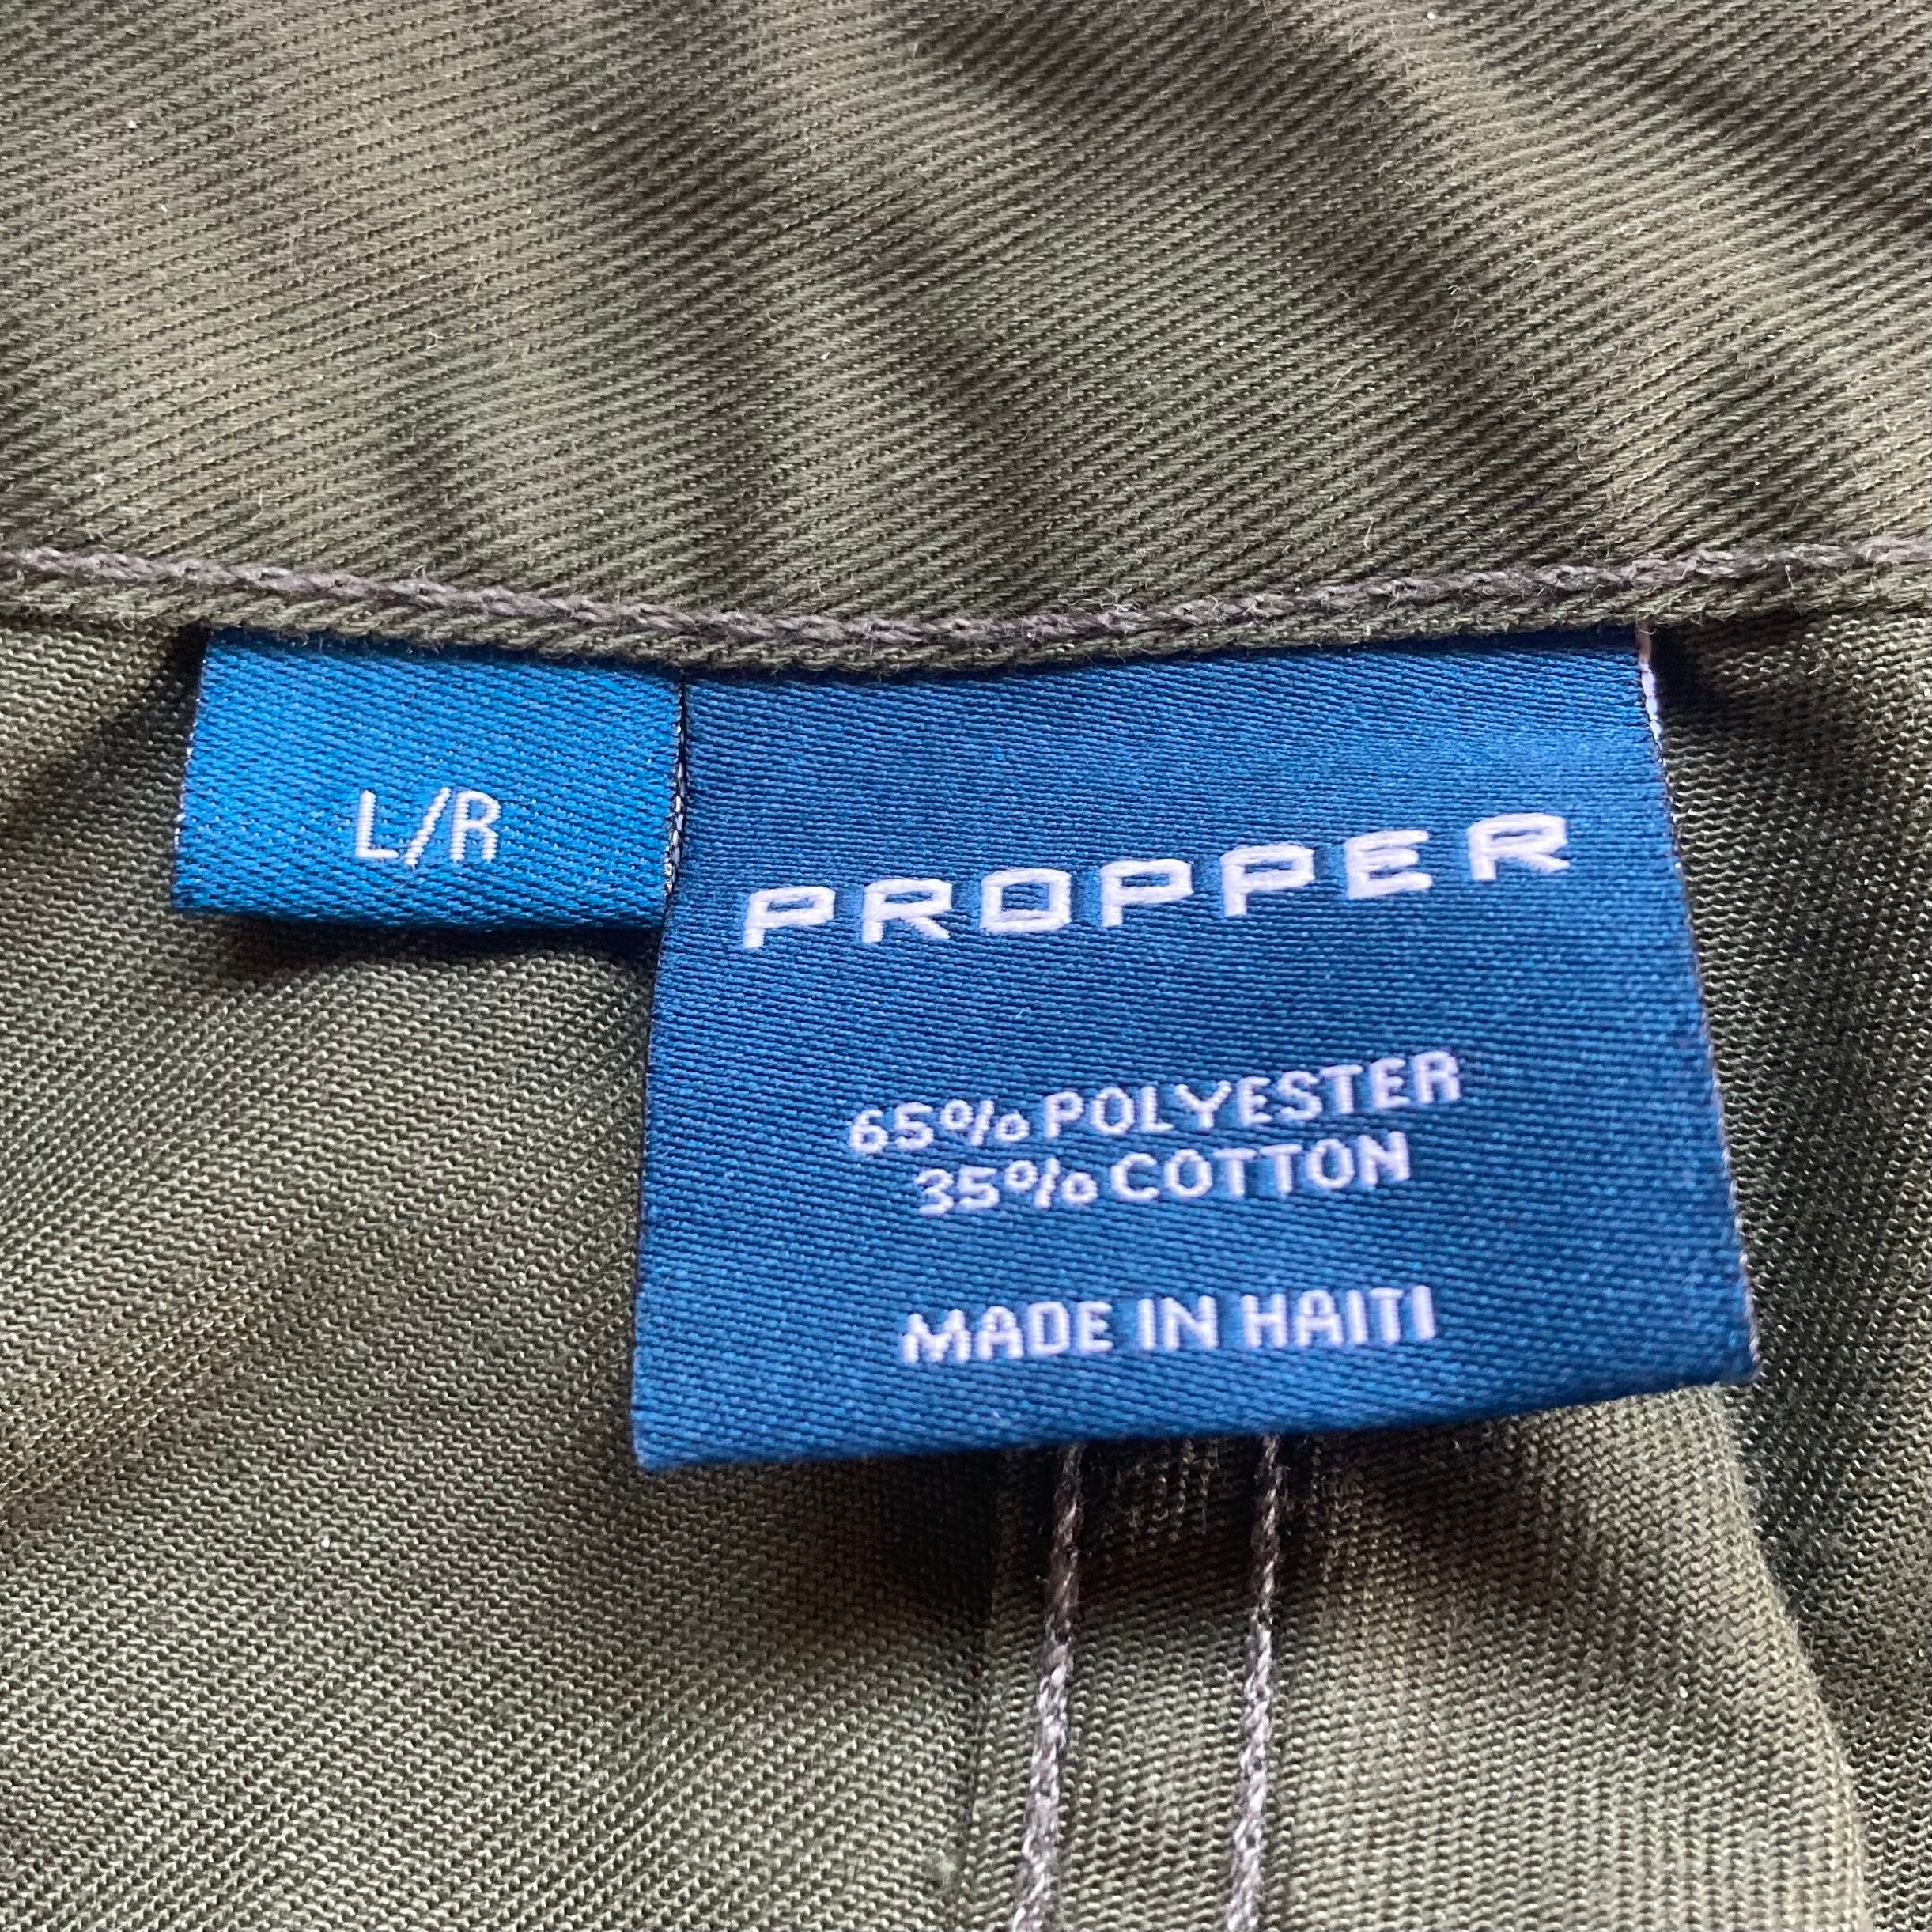 L/R
PROPPER
65% POLYESTER
35% COTTON
MADE IN HAITI